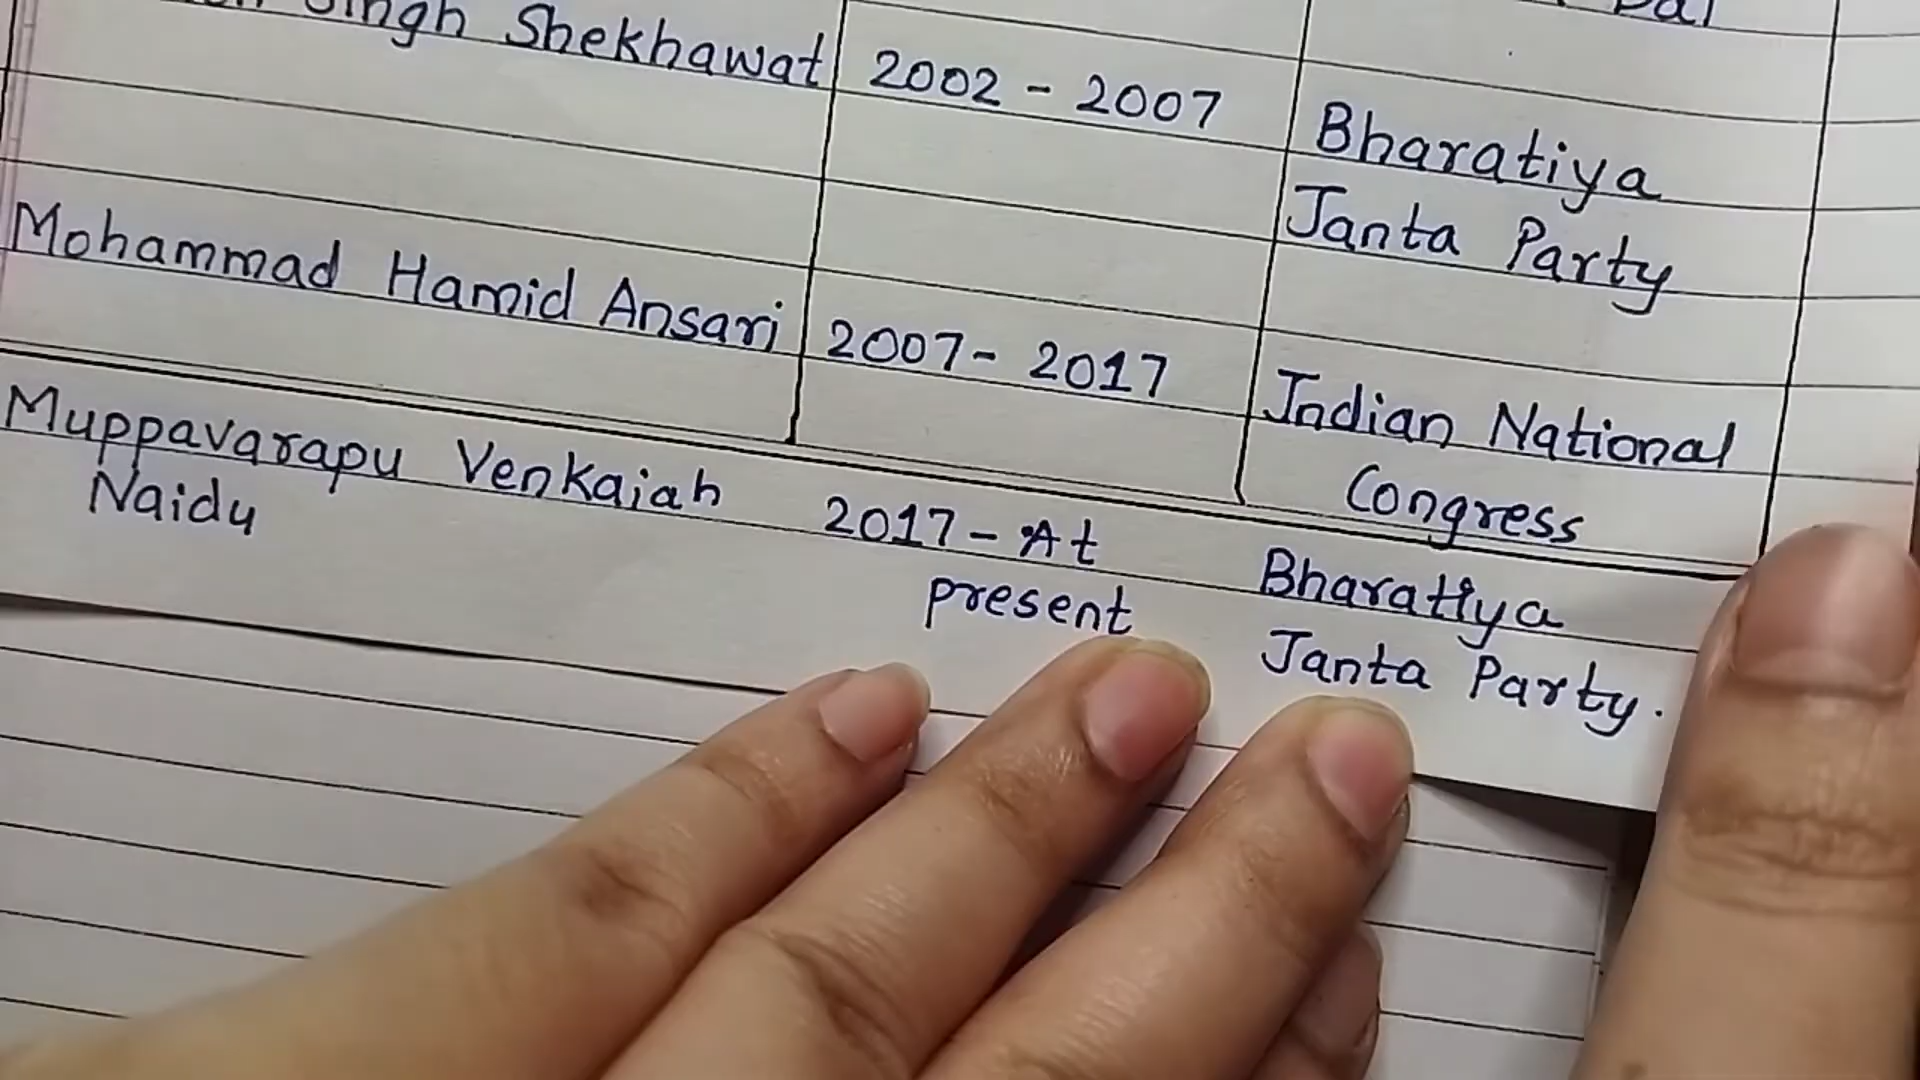 Singh Shekhawat 2002 - 2007 Bharatiya
Janta Party
Mohammad Hamid Ansari 2007 - 2017 Indian National
Congress
Muppavarapu Venkaiah 2017 - At Bharatiya
Naidu present Janta Party.